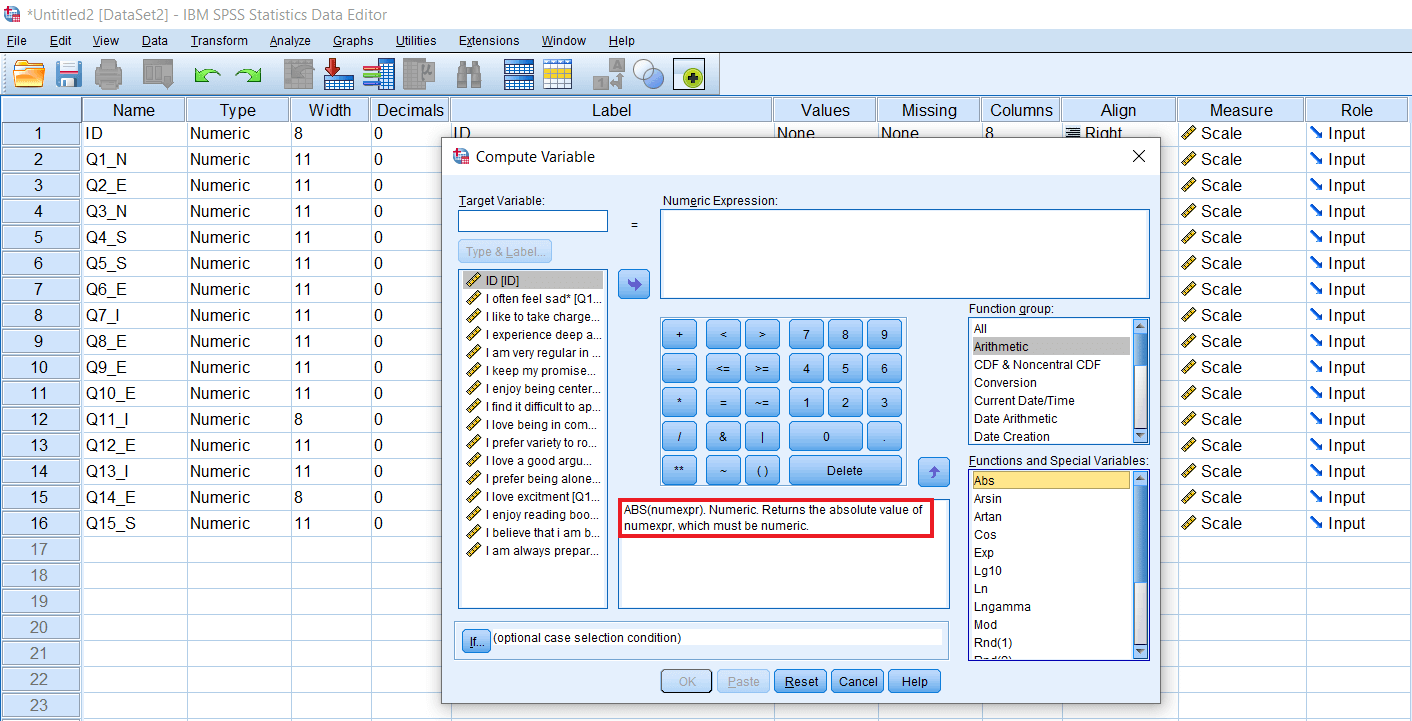 *Untitled2 [DataSet2] - IBM SPSS Statistics Data Editor
File Edit View Data Transform Analyze Graphs Utilities Extensions Window Help
Name Type Width Decimals Label Values Missing Columns Align Measure Role
1 ID Numeric 8 0 ID None None 8 Right Scale Input
2 Q1_N Numeric 11 0 Scale Input
3 Q2_E Numeric 11 0 Scale Input
4 Q3_N Numeric 11 0 Scale Input
5 Q4_S Numeric 11 0 Scale Input
6 Q5_S Numeric 11 0 Scale Input
7 Q6_E Numeric 11 0 Scale Input
8 Q7_I Numeric 11 0 Scale Input
9 Q8_E Numeric 11 0 Scale Input
10 Q9_E Numeric 11 0 Scale Input
11 Q10_E Numeric 11 0 Scale Input
12 Q11_I Numeric 8 0 Scale Input
13 Q12_E Numeric 11 0 Scale Input
14 Q13_I Numeric 11 0 Scale Input
15 Q14_E Numeric 8 0 Scale Input
16 Q15_S Numeric 11 0 Scale Input
17
18
19
20
21
22
23
Compute Variable
Target Variable:
=
Numeric Expression:
Type & Label...
ID [ID]
I often feel sad* [Q1...
I like to take charge...
I experience deep a...
I am very regular in ...
I keep my promise...
I enjoy being center...
I find it difficult to ap...
I love being in com...
I prefer variety to ro...
I love a good argu...
I prefer being alone...
I love excitment [Q1...
I enjoy reading boo...
I believe that i am b...
I am always prepar...
+ < > 7 8 9
- <= >= 4 5 6
* = ~= 1 2 3
/ & | 0 .
** ~ ( ) Delete
ABS(numexpr). Numeric. Returns the absolute value of
numexpr, which must be numeric.
Function group:
All
Arithmetic
CDF & Noncentral CDF
Conversion
Current Date/Time
Date Arithmetic
Date Creation
Functions and Special Variables:
Abs
Arsin
Artan
Cos
Exp
Lg10
Ln
Lngamma
Mod
Rnd(1)
If... (optional case selection condition)
OK Paste Reset Cancel Help